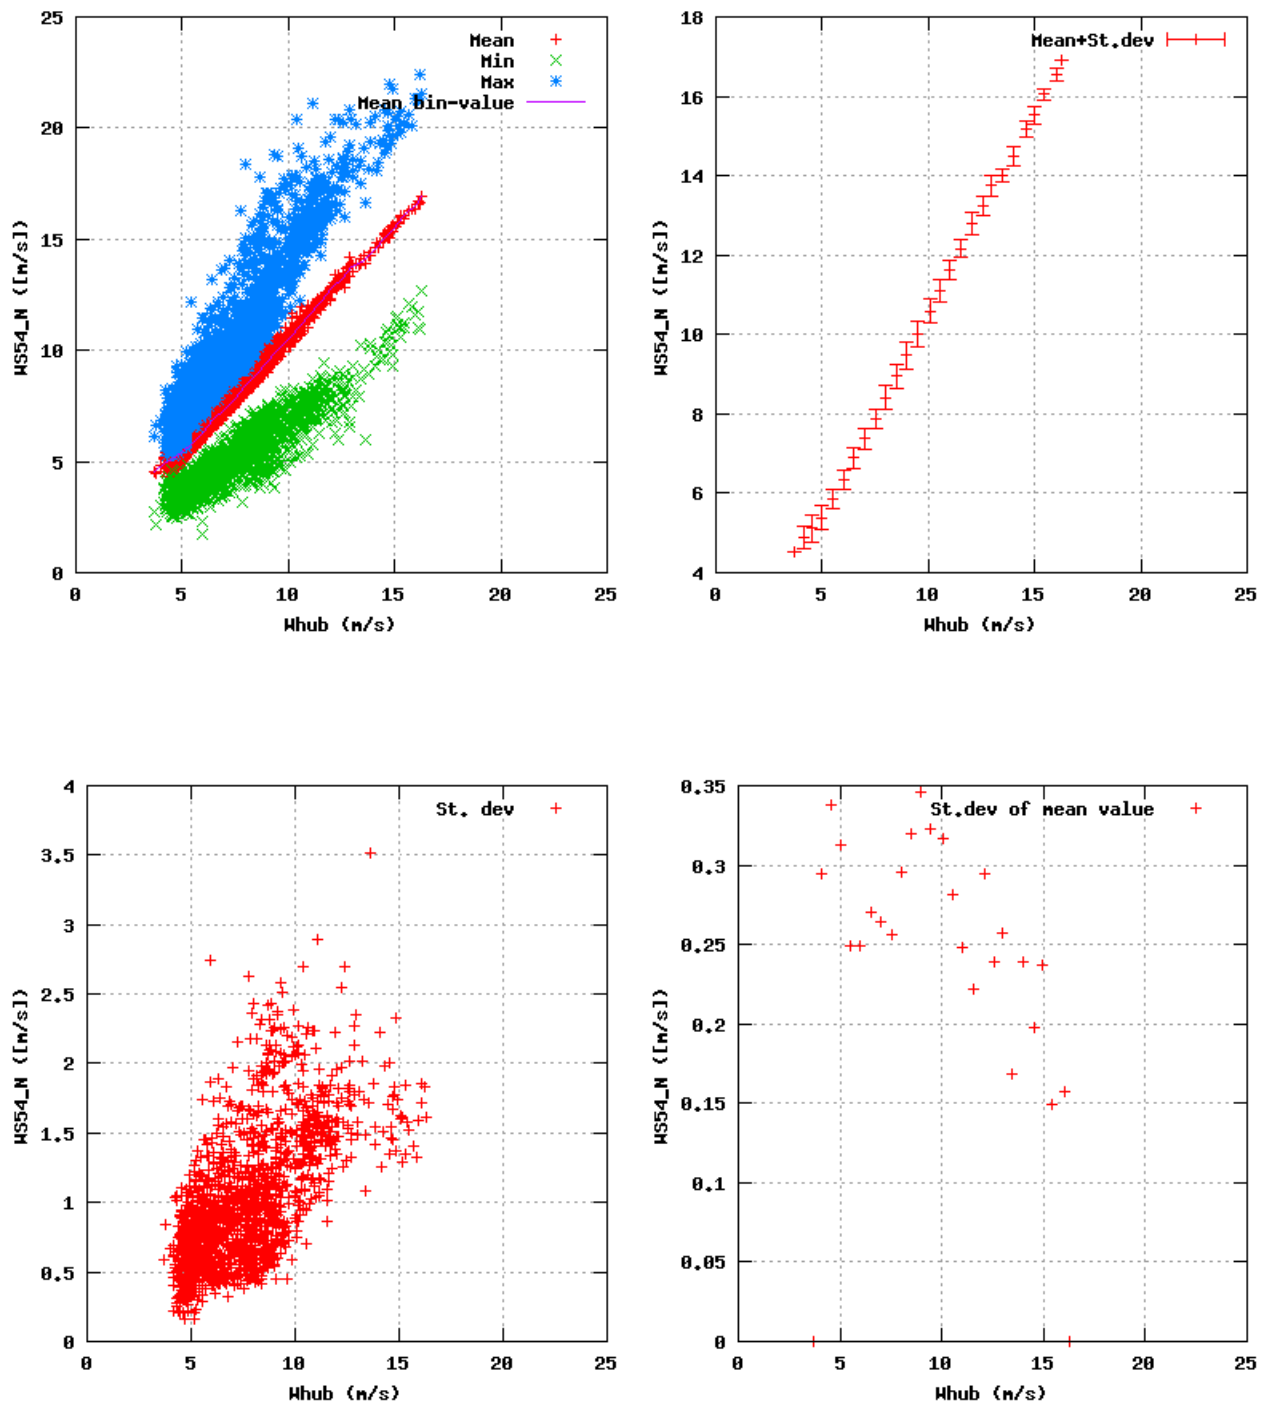 25
20
15
10
5
0
WS54_N ([m/s])
Mean
Min
Max
Mean bin-value
0 5 10 15 20 25
Whub (m/s)
18
16
14
12
10
8
6
4
WS54_N ([m/s])
Mean+St.dev
0 5 10 15 20 25
Whub (m/s)
4
3.5
3
2.5
2
1.5
1
0.5
0
WS54_N ([m/s])
St. dev
0 5 10 15 20 25
Whub (m/s)
0.35
0.3
0.25
0.2
0.15
0.1
0.05
0
WS54_N ([m/s])
St.dev of mean value
0 5 10 15 20 25
Whub (m/s)